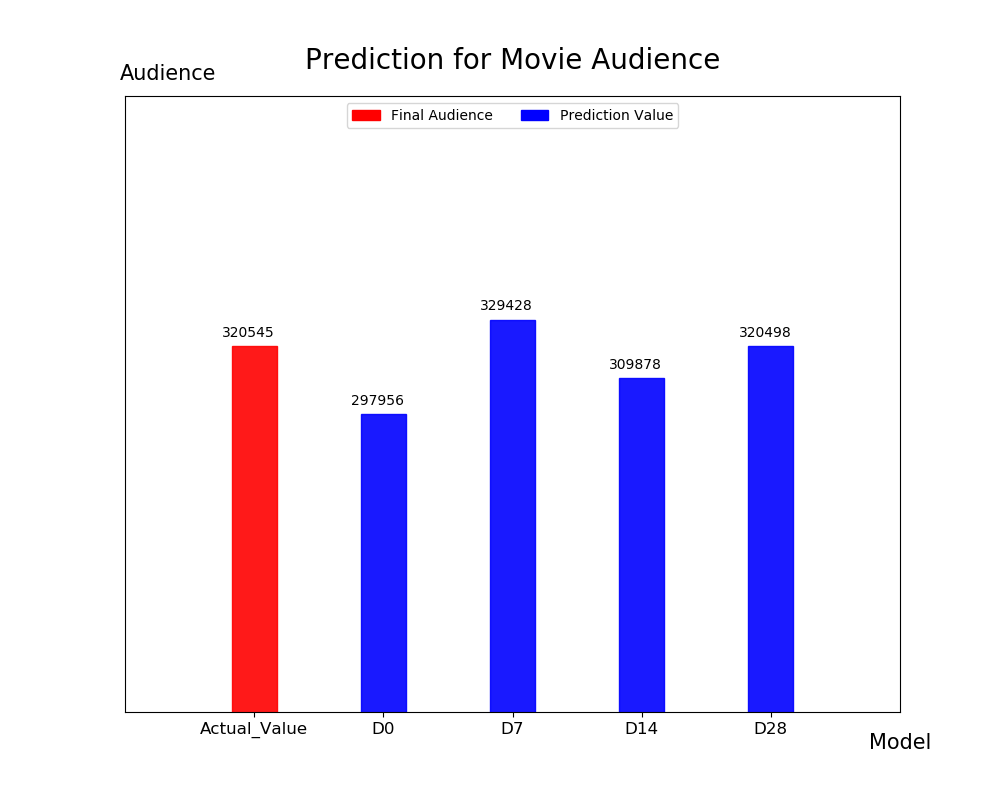 Prediction for Movie Audience
Audience
Final Audience
Prediction Value
320545
297956
329428
309878
320498
Actual_Value
D0
D7
D14
D28
Model